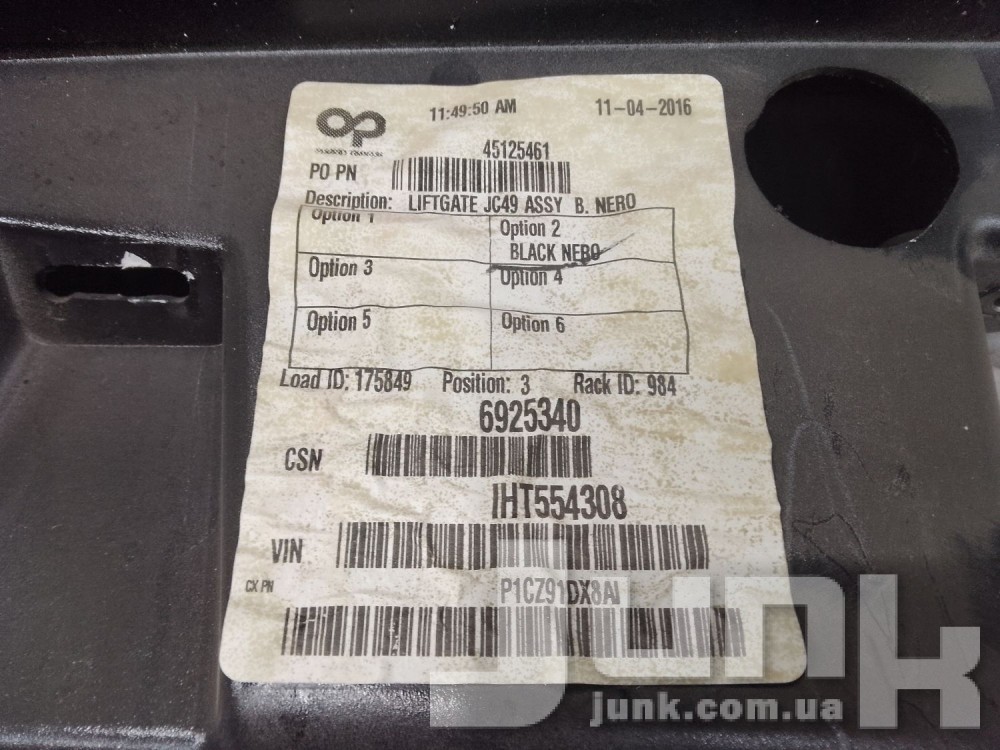 op
11:49:50 AM
11-04-2016
45125461
PO PN
Description: LIFTGATE JC49 ASSY B. NERO
Option 1
Option 2
BLACK NERO
Option 3
Option 4
Option 5
Option 6
Load ID: 175849 Position: 3 Rack ID: 984
6925340
CSN
IHT554308
VIN
CX PN
P1CZ91DX8AI
Junk
junk.com.ua